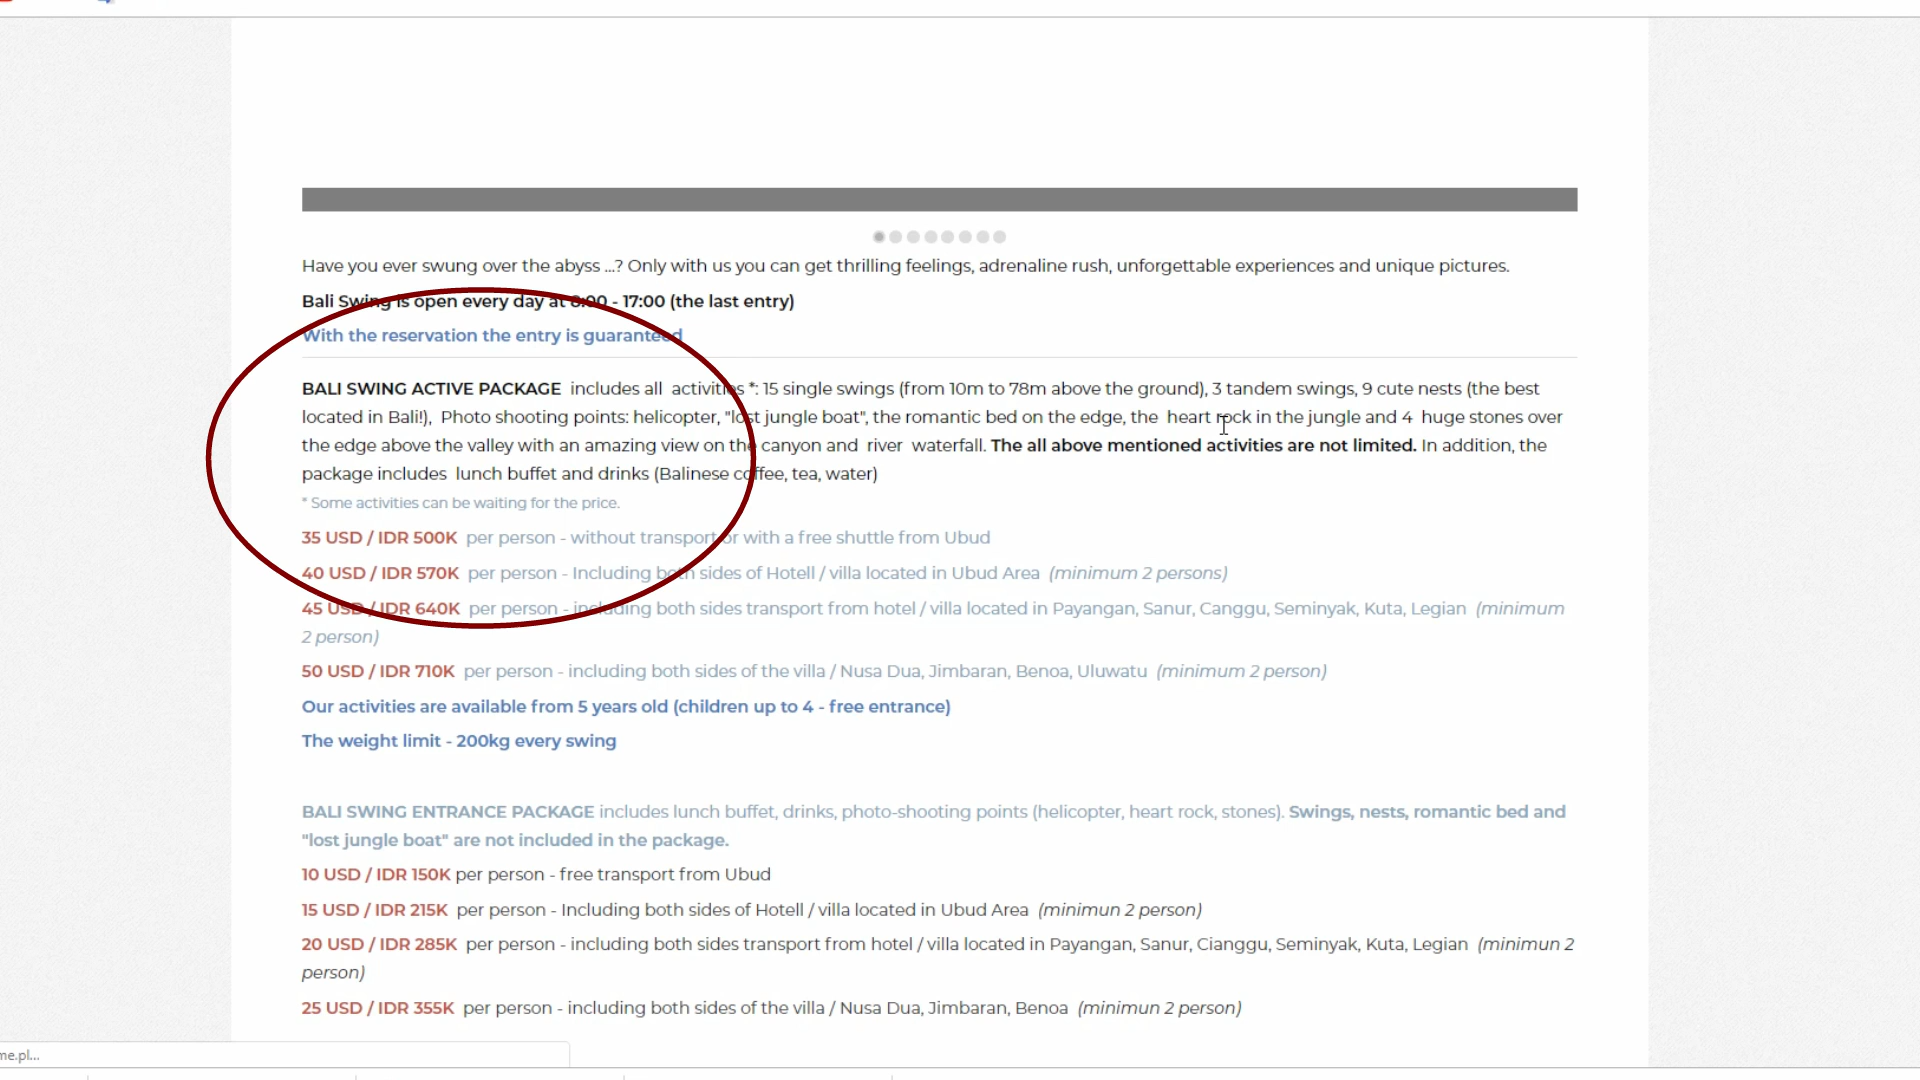 Have you ever swung over the abyss ...? Only with us you can get thrilling feelings, adrenaline rush, unforgettable experiences and unique pictures.
Bali Swing is open every day at 8:00 - 17:00 (the last entry)
With the reservation the entry is guaranteed
BALI SWING ACTIVE PACKAGE includes all activities *: 15 single swings (from 10m to 78m above the ground), 3 tandem swings, 9 cute nests (the best
located in Bali!), Photo shooting points: helicopter, "lost jungle boat", the romantic bed on the edge, the heart rock in the jungle and 4 huge stones over
the edge above the valley with an amazing view on the canyon and river waterfall. The all above mentioned activities are not limited. In addition, the
package includes lunch buffet and drinks (Balinese coffee, tea, water)
* Some activities can be waiting for the price.
35 USD / IDR 500K per person - without transport or with a free shuttle from Ubud
40 USD / IDR 570K per person - Including both sides of Hotell / villa located in Ubud Area (minimum 2 persons)
45 USD / IDR 640K per person - including both sides transport from hotel / villa located in Payangan, Sanur, Canggu, Seminyak, Kuta, Legian (minimum
2 person)
50 USD / IDR 710K per person - including both sides of the villa / Nusa Dua, Jimbaran, Benoa, Uluwatu (minimum 2 person)
Our activities are available from 5 years old (children up to 4 - free entrance)
The weight limit - 200kg every swing
BALI SWING ENTRANCE PACKAGE includes lunch buffet, drinks, photo-shooting points (helicopter, heart rock, stones). Swings, nests, romantic bed and
"lost jungle boat" are not included in the package.
10 USD / IDR 150K per person - free transport from Ubud
15 USD / IDR 215K per person - Including both sides of Hotell / villa located in Ubud Area (minimun 2 person)
20 USD / IDR 285K per person - including both sides transport from hotel / villa located in Payangan, Sanur, Cianggu, Seminyak, Kuta, Legian (minimun 2
person)
25 USD / IDR 355K per person - including both sides of the villa / Nusa Dua, Jimbaran, Benoa (minimun 2 person)
me.pl...